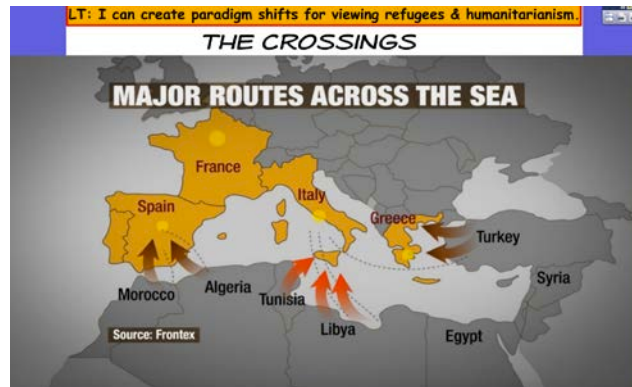 LT: I can create paradigm shifts for viewing refugees & humanitarianism.
THE CROSSINGS
MAJOR ROUTES ACROSS THE SEA
France
Italy
Spain
Greece
Turkey
Syria
Morocco
Algeria
Tunisia
Libya
Egypt
Source: Frontex